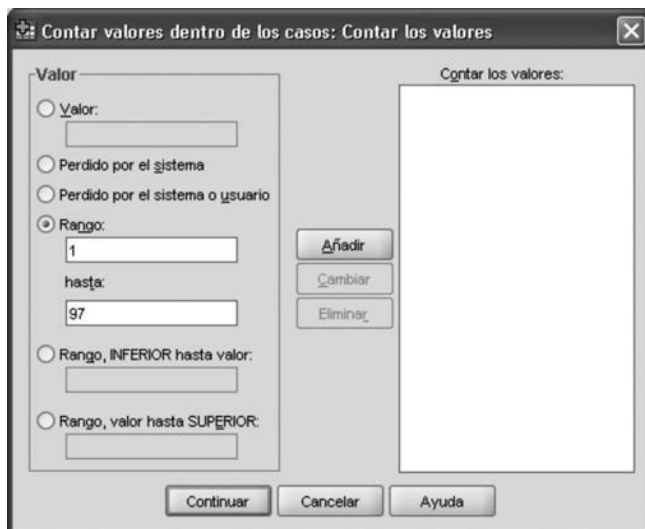 Contar valores dentro de los casos: Contar los valores
Valor
Valor:
Perdido por el sistema
Perdido por el sistema o usuario
Rango:
1
hasta:
97
Rango, INFERIOR hasta valor:
Rango, valor hasta SUPERIOR:
Añadir
Cambiar
Eliminar
Contar los valores:
Continuar
Cancelar
Ayuda